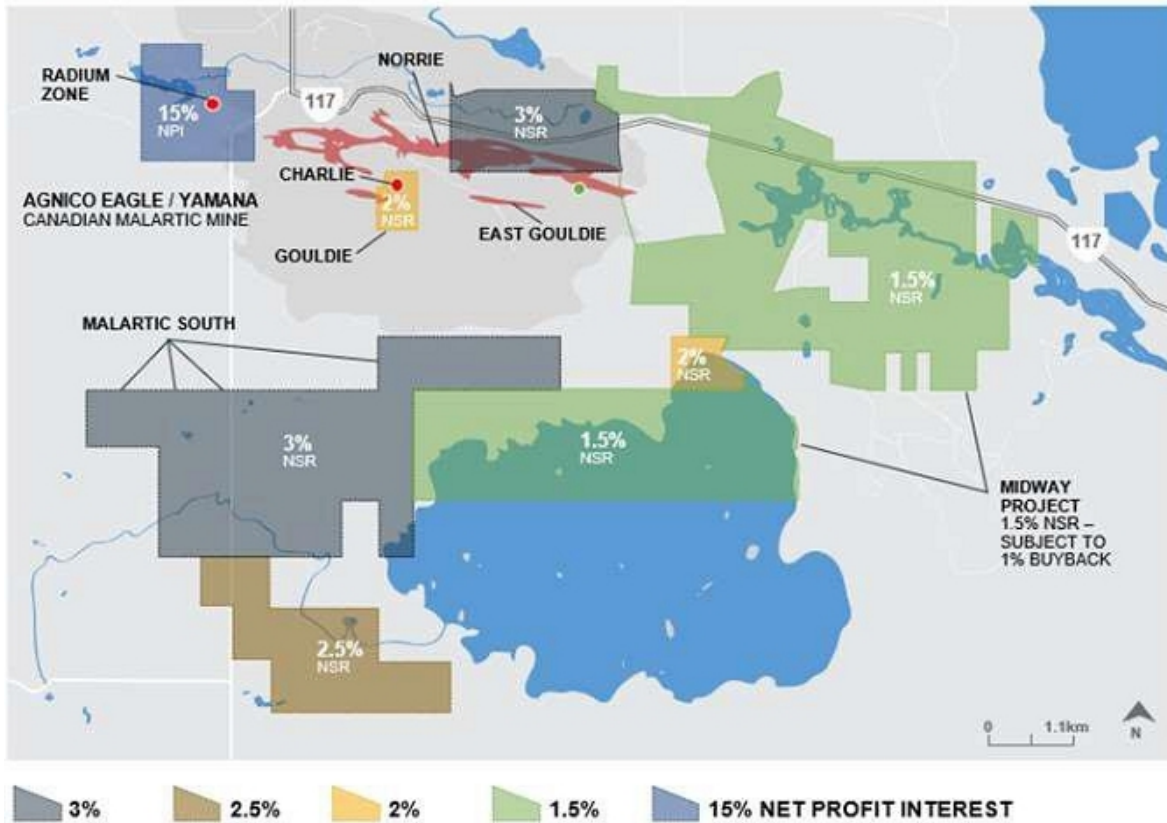 RADIUM
ZONE
15%
NPI
117
NORRIE
3%
NSR
CHARLIE
2%
NSR
GOULDIE
EAST GOULDIE
AGNICO EAGLE / YAMANA
CANADIAN MALARTIC MINE
1.5%
NSR
117
MALARTIC SOUTH
2%
NSR
3%
NSR
1.5%
NSR
MIDWAY
PROJECT
1.5% NSR –
SUBJECT TO
1% BUYBACK
2.5%
NSR
0 1.1km
N
3%
2.5%
2%
1.5%
15% NET PROFIT INTEREST